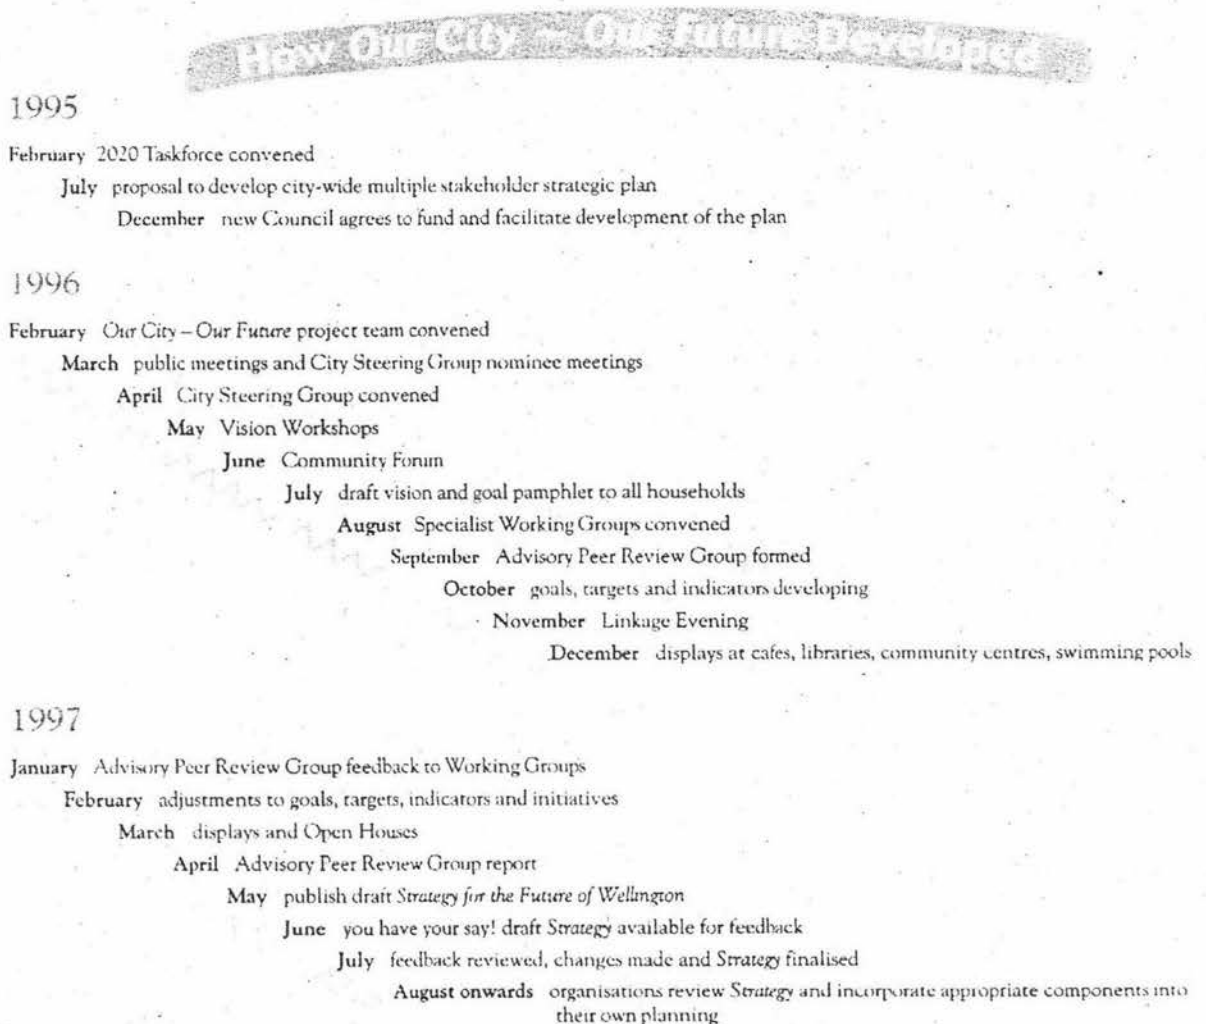 How Our City ~ Our Future Developed
1995
February 2020 Taskforce convened
July proposal to develop city-wide multiple stakeholder strategic plan
December new Council agrees to fund and facilitate development of the plan
1996
February Our City – Our Future project team convened
March public meetings and City Steering Group nominee meetings
April City Steering Group convened
May Vision Workshops
June Community Forum
July draft vision and goal pamphlet to all households
August Specialist Working Groups convened
September Advisory Peer Review Group formed
October goals, targets and indicators developing
November Linkage Evening
December displays at cafes, libraries, community centres, swimming pools
1997
January Advisory Peer Review Group feedback to Working Groups
February adjustments to goals, targets, indicators and initiatives
March displays and Open Houses
April Advisory Peer Review Group report
May publish draft Strategy for the Future of Wellington
June you have your say! draft Strategy available for feedback
July feedback reviewed, changes made and Strategy finalised
August onwards organisations review Strategy and incorporate appropriate components into
their own planning